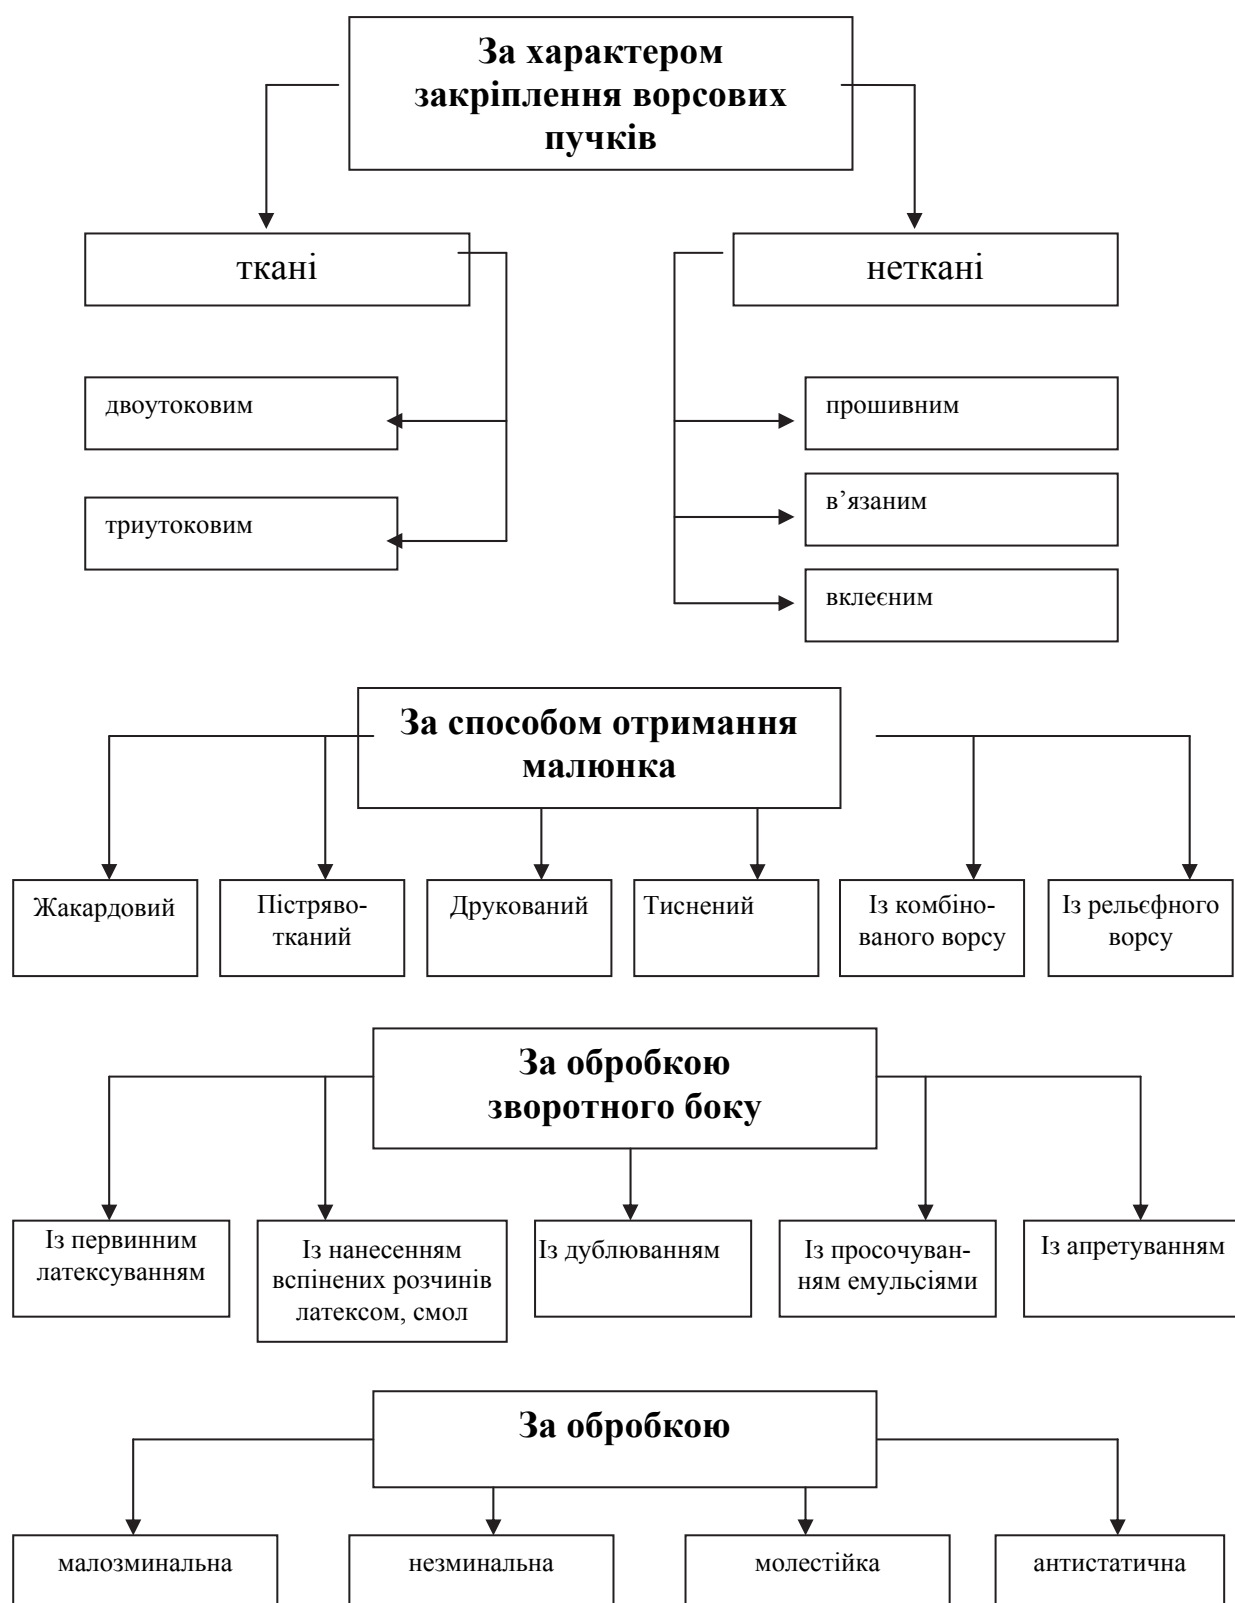 За характером
закріплення ворсових
пучків
ткані
неткані
двоутоковим
прошивним
в’язаним
триутоковим
вклеєним
За способом отримання
малюнка
Жакардовий
Пістряво-
тканий
Друкований
Тиснений
Із комбіно-
ваного ворсу
Із рельєфного
ворсу
За обробкою
зворотного боку
Із первинним
латексуванням
Із нанесенням
вспінених розчинів
латексом, смол
Із дублюванням
Із просочуван-
ням емульсіями
Із апретуванням
За обробкою
малозминальна
незминальна
молестійка
антистатична